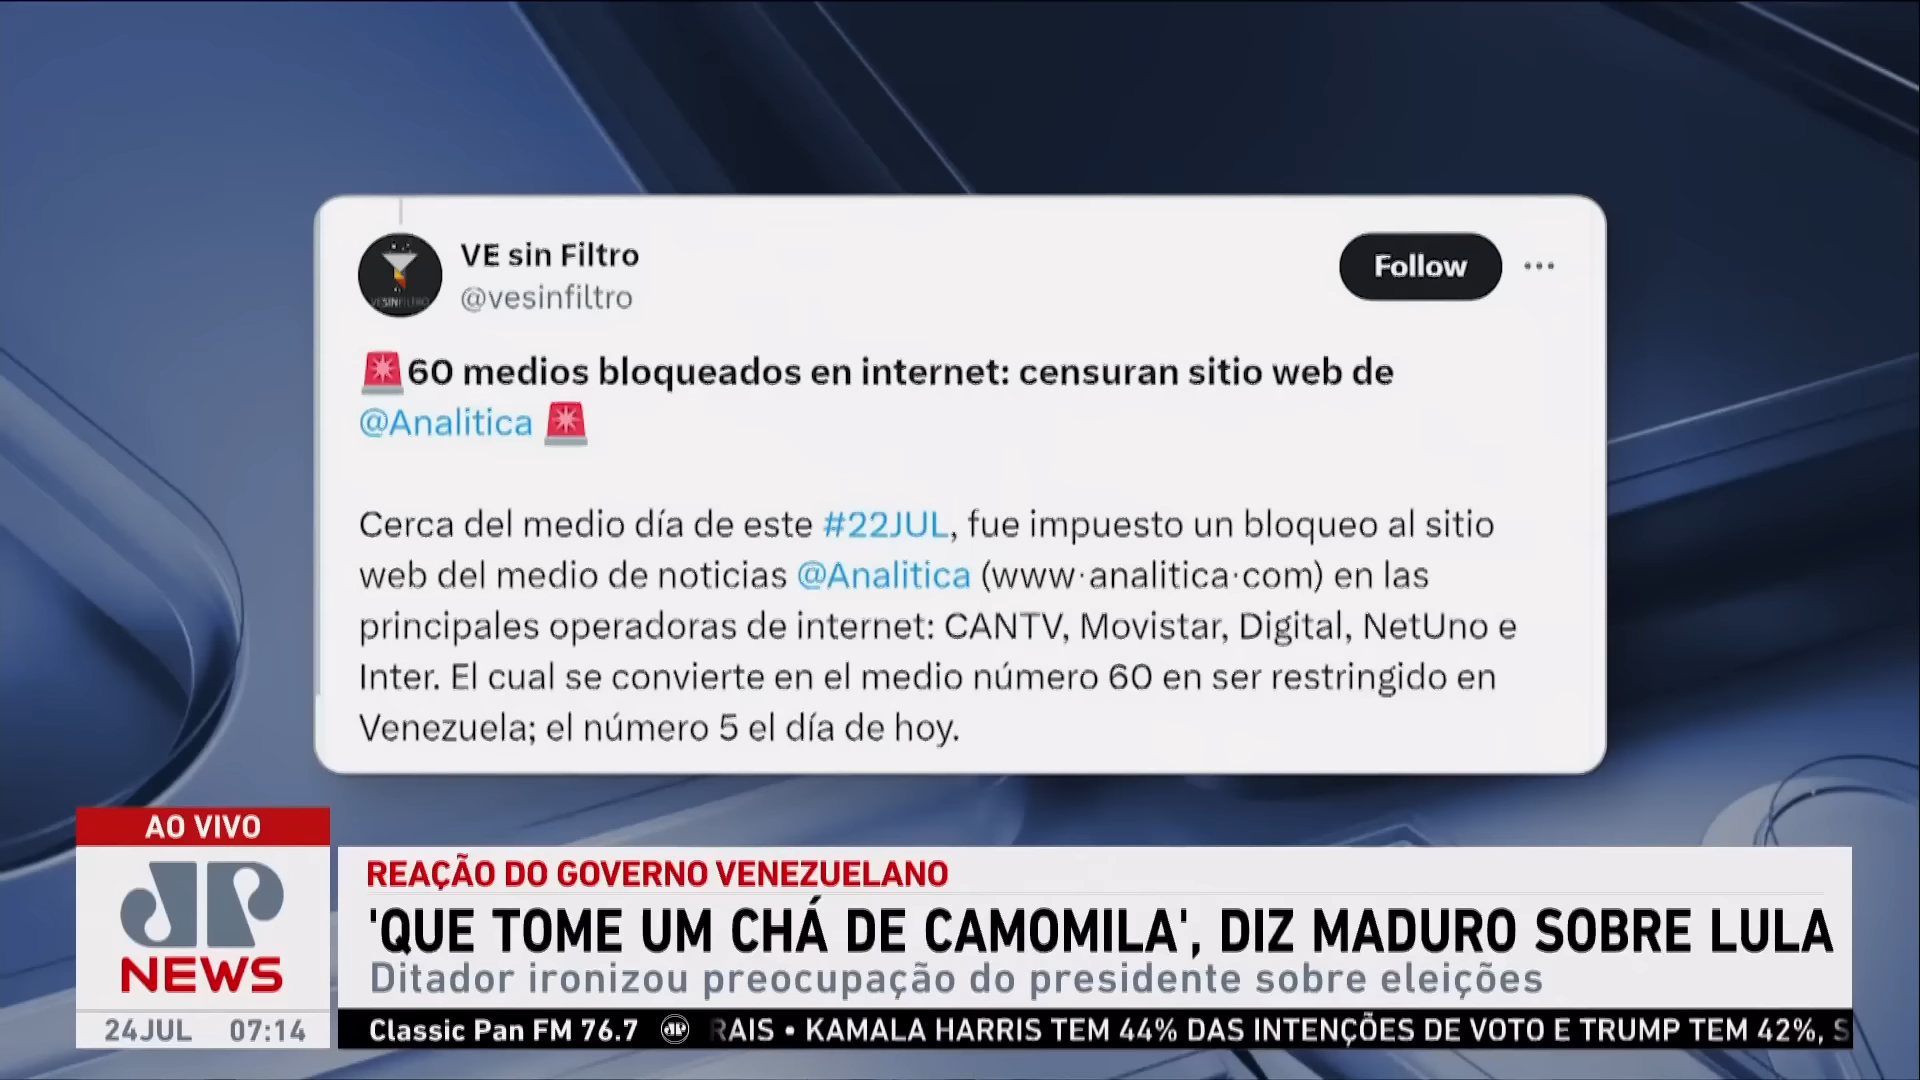 VE sin Filtro
@vesinfiltro
Follow
VESINFILTRO
🚨60 medios bloqueados en internet: censuran sitio web de
@Analitica 🚨
Cerca del medio día de este #22JUL, fue impuesto un bloqueo al sitio
web del medio de noticias @Analitica (www·analitica·com) en las
principales operadoras de internet: CANTV, Movistar, Digital, NetUno e
Inter. El cual se convierte en el medio número 60 en ser restringido en
Venezuela; el número 5 el día de hoy.
AO VIVO
JP
NEWS
24JUL 07:14
REAÇÃO DO GOVERNO VENEZUELANO
'QUE TOME UM CHÁ DE CAMOMILA', DIZ MADURO SOBRE LULA
Ditador ironizou preocupação do presidente sobre eleições
Classic Pan FM 76.7 JP RAIS • KAMALA HARRIS TEM 44% DAS INTENÇÕES DE VOTO E TRUMP TEM 42%, S